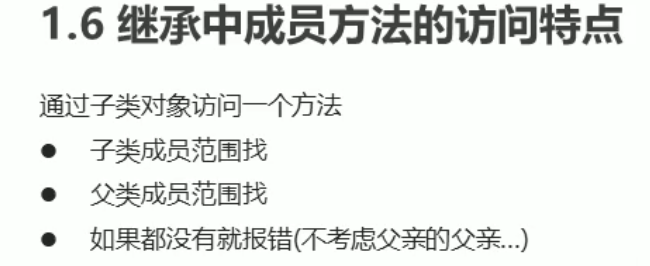 1.6 继承中成员方法的访问特点
通过子类对象访问一个方法
● 子类成员范围找
● 父类成员范围找
● 如果都没有就报错(不考虑父亲的父亲...)